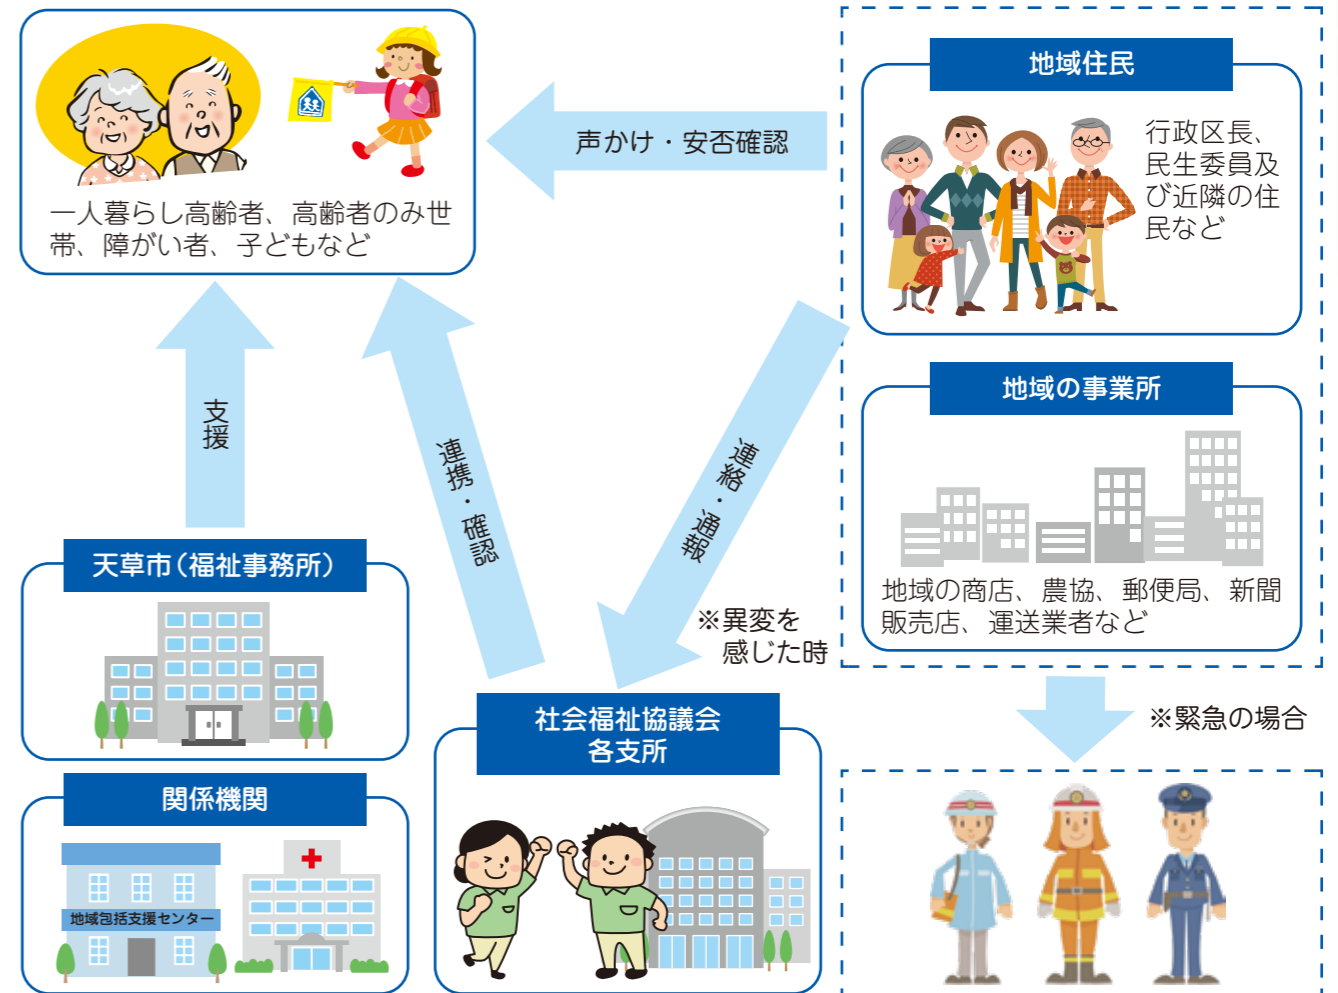 一人暮らし高齢者、高齢者のみ世
帯、障がい者、子どもなど
声かけ・安否確認
地域住民
行政区長、
民生委員及
び近隣の住
民など
地域の事業所
地域の商店、農協、郵便局、新聞
販売店、運送業者など
支援
連携・確認
連絡・通報
※異変を
感じた時
※緊急の場合
天草市（福祉事務所）
関係機関
地域包括支援センター
社会福祉協議会
各支所